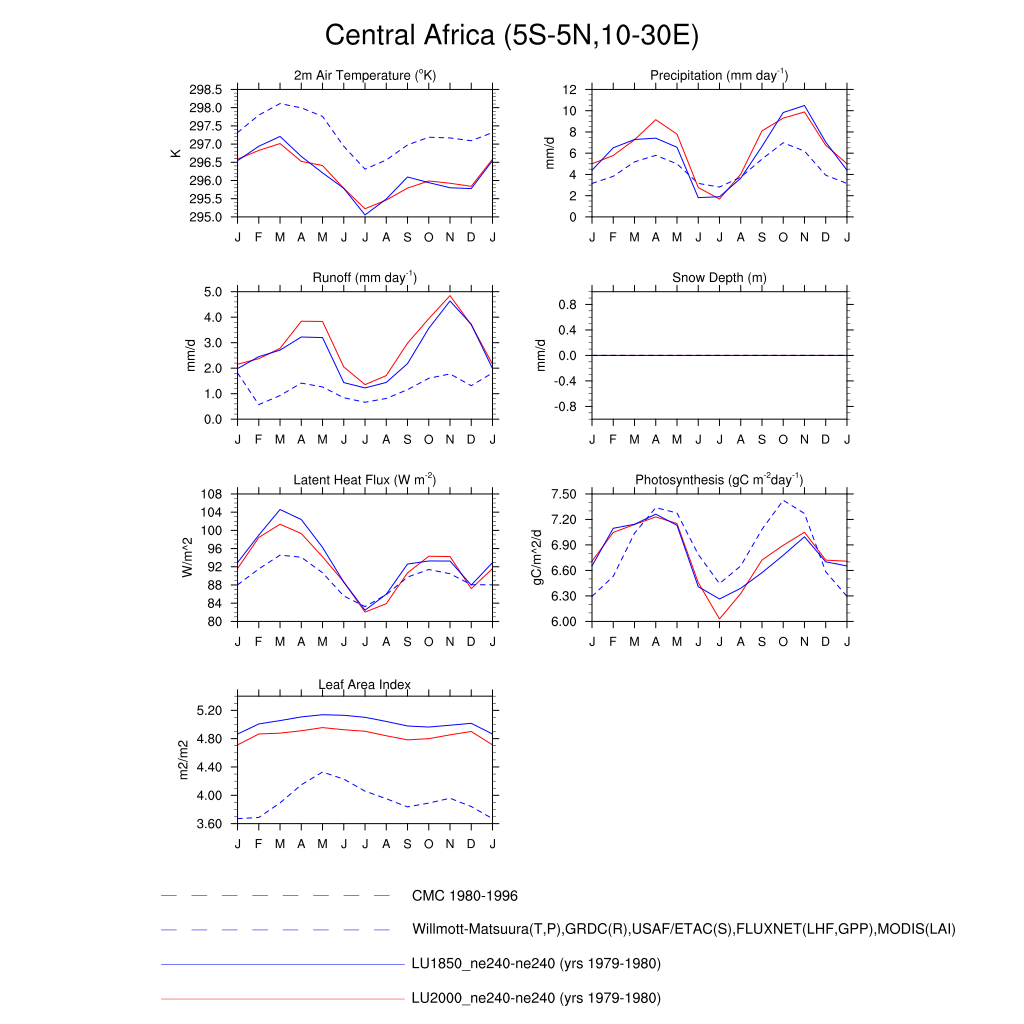 Central Africa (5S-5N,10-30E)
2m Air Temperature (°K)
298.5
298.0
297.5
297.0
296.5
296.0
295.5
295.0
K
J F M A M J J A S O N D J
Precipitation (mm day-1)
12
10
8
6
4
2
0
mm/d
J F M A M J J A S O N D J
Runoff (mm day-1)
5.0
4.0
3.0
2.0
1.0
0.0
mm/d
J F M A M J J A S O N D J
Snow Depth (m)
0.8
0.4
0.0
-0.4
-0.8
mm/d
J F M A M J J A S O N D J
Latent Heat Flux (W m-2)
108
104
100
96
92
88
84
80
W/m^2
J F M A M J J A S O N D J
Photosynthesis (gC m-2day-1)
7.50
7.20
6.90
6.60
6.30
6.00
gC/m^2/d
J F M A M J J A S O N D J
Leaf Area Index
5.20
4.80
4.40
4.00
3.60
m2/m2
J F M A M J J A S O N D J
CMC 1980-1996
Willmott-Matsuura(T,P),GRDC(R),USAF/ETAC(S),FLUXNET(LHF,GPP),MODIS(LAI)
LU1850_ne240-ne240 (yrs 1979-1980)
LU2000_ne240-ne240 (yrs 1979-1980)